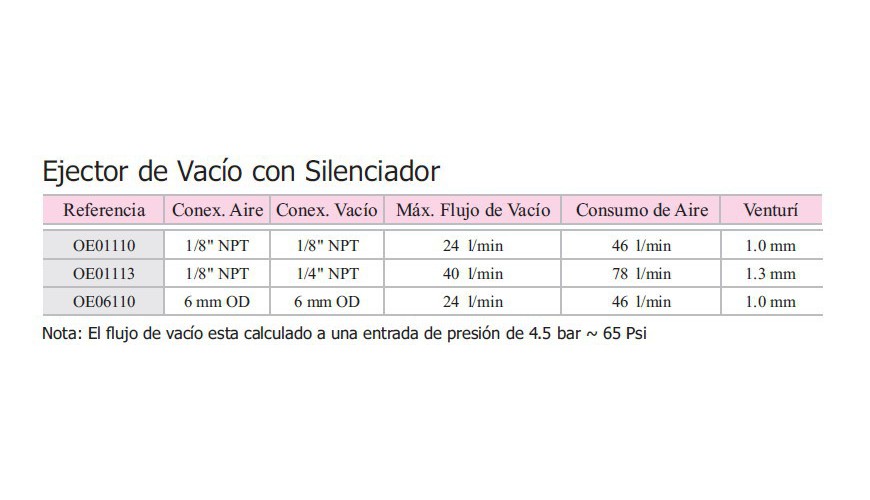 Ejector de Vacío con Silenciador
Referencia Conex. Aire Conex. Vacío Máx. Flujo de Vacío Consumo de Aire Venturí
OE01110 1/8" NPT 1/8" NPT 24 l/min 46 l/min 1.0 mm
OE01113 1/8" NPT 1/4" NPT 40 l/min 78 l/min 1.3 mm
OE06110 6 mm OD 6 mm OD 24 l/min 46 l/min 1.0 mm
Nota: El flujo de vacío esta calculado a una entrada de presión de 4.5 bar ~ 65 Psi